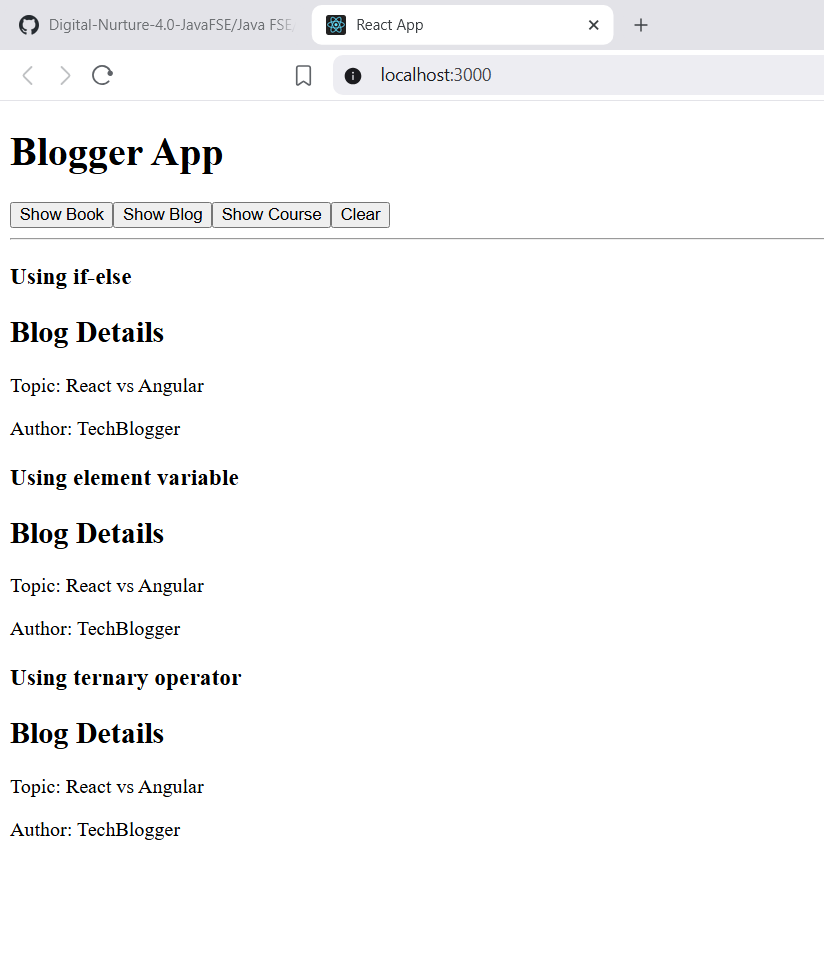 Digital-Nurture-4.0-JavaFSE/Java FSE/
React App
localhost:3000
Blogger App
Show Book Show Blog Show Course Clear
Using if-else
Blog Details
Topic: React vs Angular
Author: TechBlogger
Using element variable
Blog Details
Topic: React vs Angular
Author: TechBlogger
Using ternary operator
Blog Details
Topic: React vs Angular
Author: TechBlogger